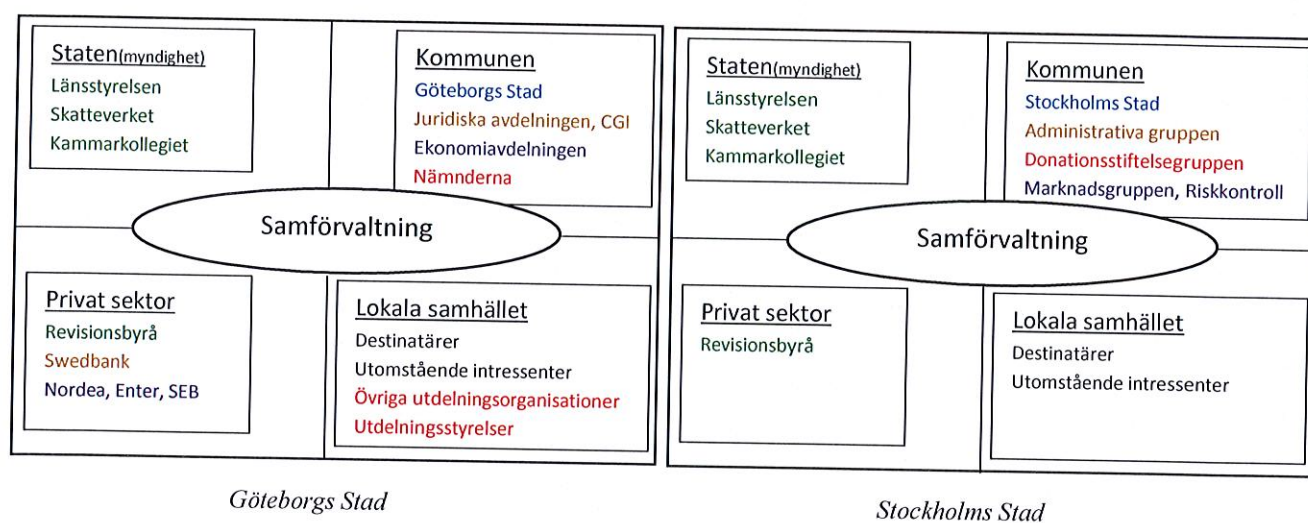 Staten(myndighet)
Länsstyrelsen
Skatteverket
Kammarkollegiet
Kommunen
Göteborgs Stad
Juridiska avdelningen, CGI
Ekonomiavdelningen
Nämnderna
Samförvaltning
Privat sektor
Revisionsbyrå
Swedbank
Nordea, Enter, SEB
Lokala samhället
Destinatärer
Utomstående intressenter
Övriga utdelningsorganisationer
Utdelningsstyrelser
Göteborgs Stad
Staten(myndighet)
Länsstyrelsen
Skatteverket
Kammarkollegiet
Kommunen
Stockholms Stad
Administrativa gruppen
Donationsstiftelsegruppen
Marknadsgruppen, Riskkontroll
Samförvaltning
Privat sektor
Revisionsbyrå
Lokala samhället
Destinatärer
Utomstående intressenter
Stockholms Stad